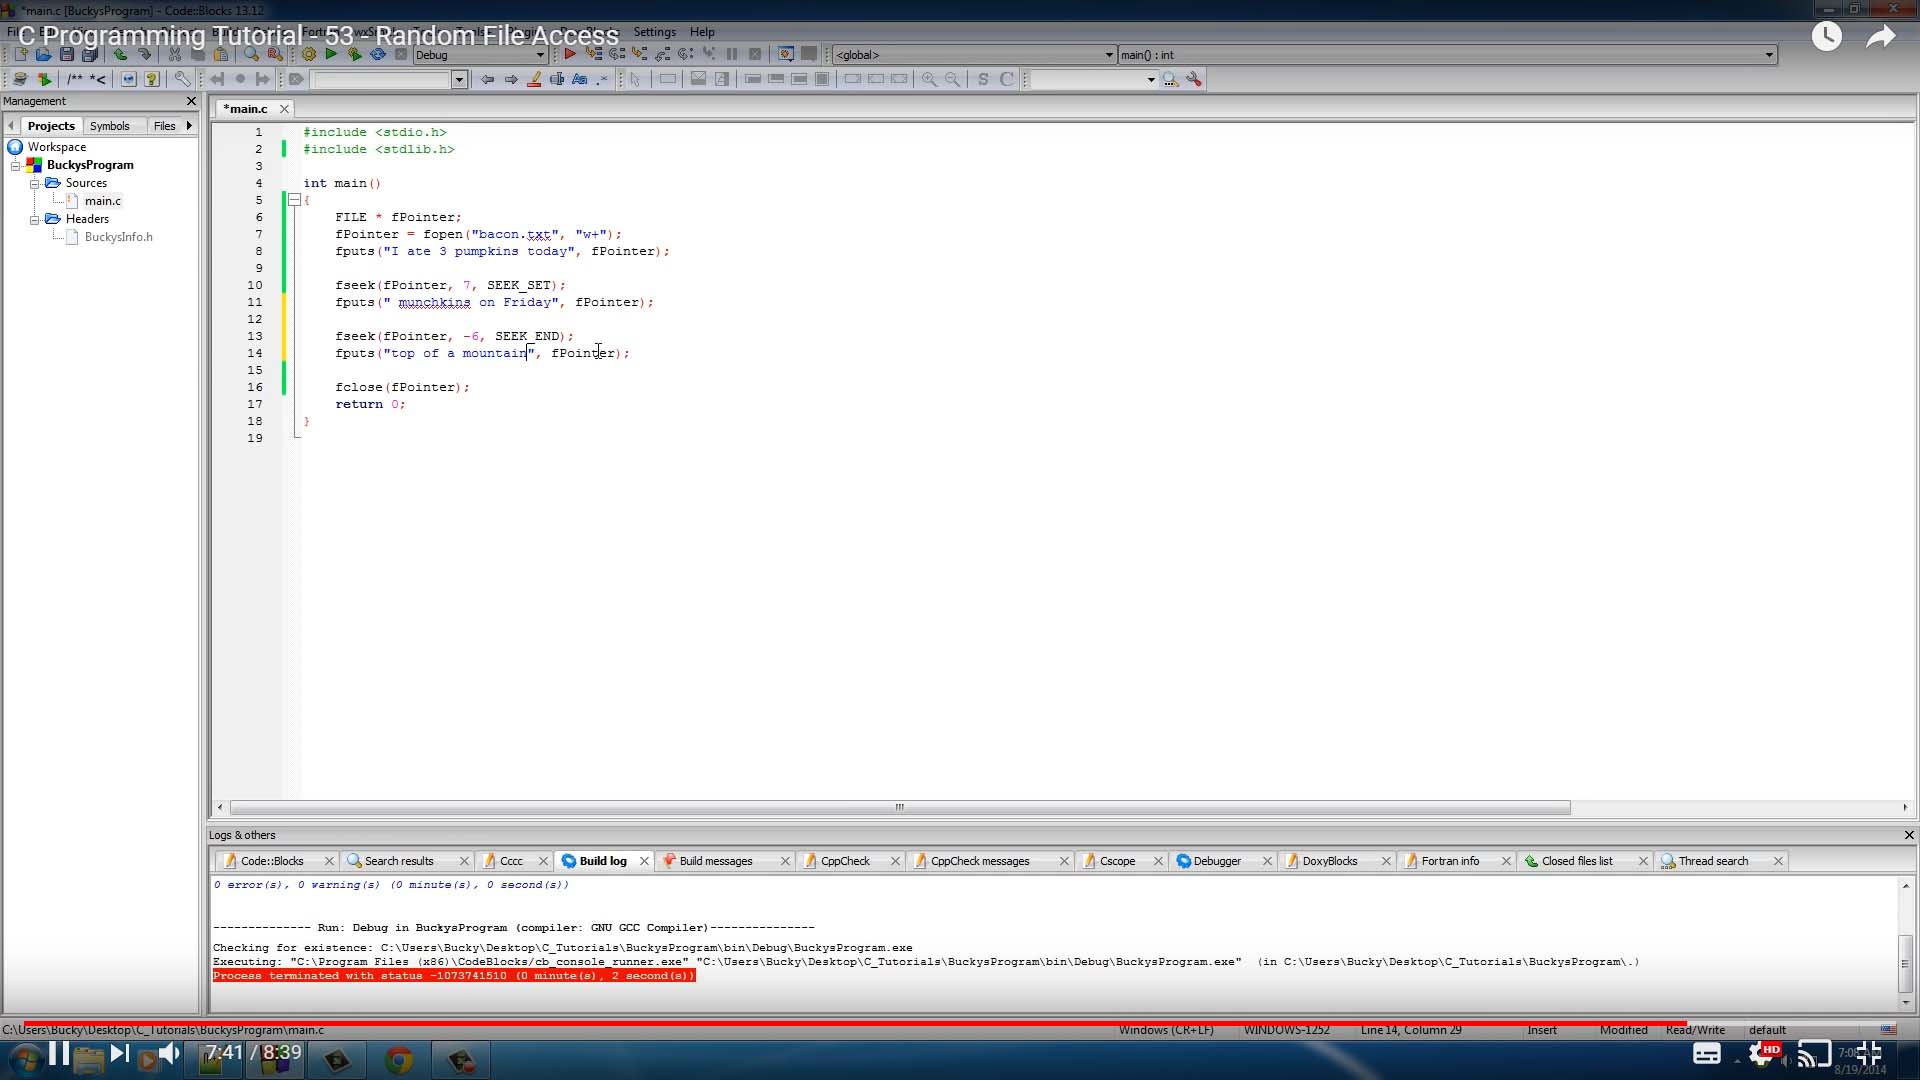 *main.c [BuckysProgram] - Code::Blocks 13.12
C Programming Tutorial - 53 - Random File Access
Settings Help
Debug
<global>
main() : int
/** *<
S C
Management
Projects Symbols Files
Workspace
BuckysProgram
Sources
main.c
Headers
BuckysInfo.h
*main.c
1 #include <stdio.h>
2 #include <stdlib.h>
3
4 int main()
5 {
6 FILE * fPointer;
7 fPointer = fopen("bacon.txt", "w+");
8 fputs("I ate 3 pumpkins today", fPointer);
9
10 fseek(fPointer, 7, SEEK_SET);
11 fputs(" munchkins on Friday", fPointer);
12
13 fseek(fPointer, -6, SEEK_END);
14 fputs("top of a mountain", fPointer);
15
16 fclose(fPointer);
17 return 0;
18 }
19
Logs & others
Code::Blocks Search results Cccc Build log Build messages CppCheck CppCheck messages Cscope Debugger DoxyBlocks Fortran info Closed files list Thread search
0 error(s), 0 warning(s) (0 minute(s), 0 second(s))
-------------- Run: Debug in BuckysProgram (compiler: GNU GCC Compiler)---------------
Checking for existence: C:\Users\Bucky\Desktop\C_Tutorials\BuckysProgram\bin\Debug\BuckysProgram.exe
Executing: "C:\Program Files (x86)\CodeBlocks/cb_console_runner.exe" "C:\Users\Bucky\Desktop\C_Tutorials\BuckysProgram\bin\Debug\BuckysProgram.exe" (in C:\Users\Bucky\Desktop\C_Tutorials\BuckysProgram\.)
Process terminated with status -1073741510 (0 minute(s), 2 second(s))
C:\Users\Bucky\Desktop\C_Tutorials\BuckysProgram\main.c
Windows (CR+LF) WINDOWS-1252 Line 14, Column 29 Insert Modified Read/Write default
7:41 / 8:39
HD
8/19/2014